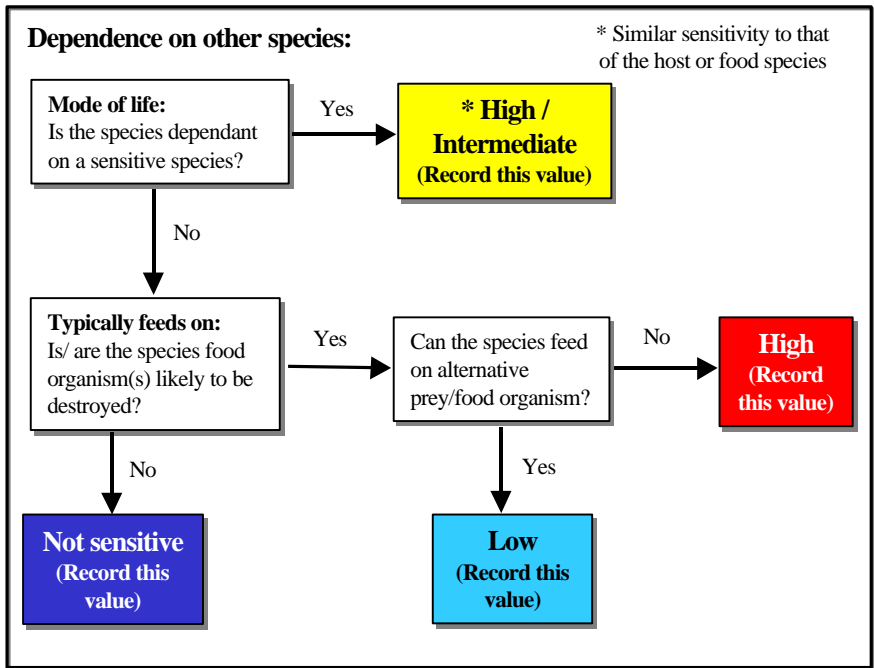 Dependence on other species:
* Similar sensitivity to that
of the host or food species
Mode of life:
Is the species dependant
on a sensitive species?
Yes
* High /
Intermediate
(Record this value)
No
Typically feeds on:
Is/ are the species food
organism(s) likely to be
destroyed?
Yes
Can the species feed
on alternative
prey/food organism?
No
High
(Record
this value)
No
Yes
Not sensitive
(Record this
value)
Low
(Record this
value)